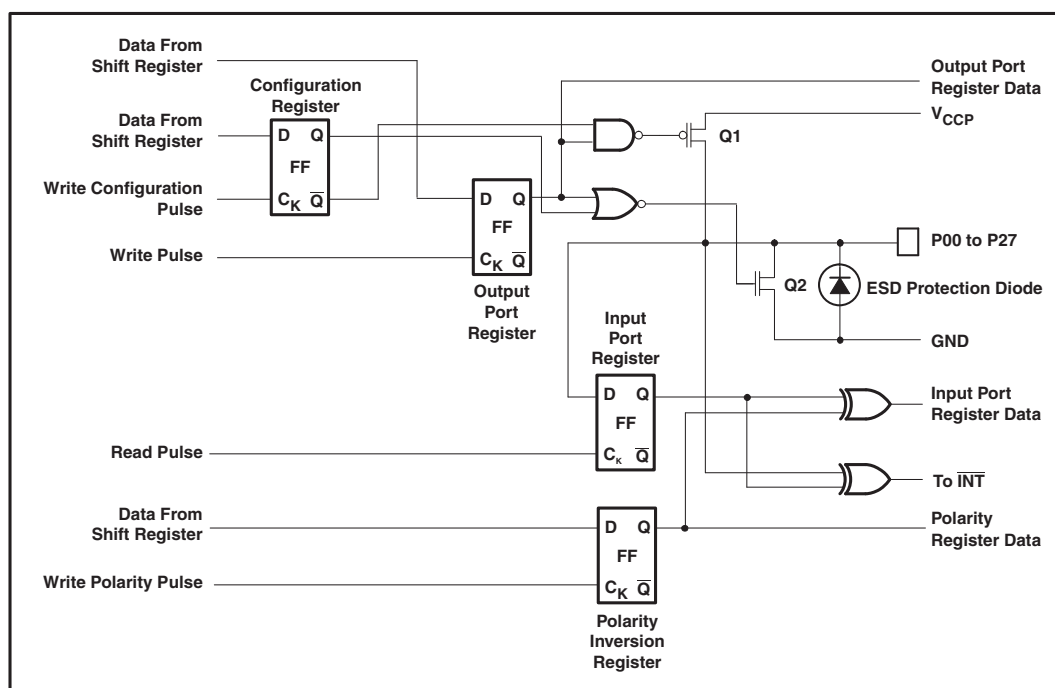 Data From
Shift Register
Configuration
Register
Data From
Shift Register
D Q
FF
Write Configuration
Pulse
CK Q̅
D Q
FF
Write Pulse
CK Q̅
Output
Port
Register
Output Port
Register Data
VCCP
Q1
P00 to P27
Q2
ESD Protection Diode
GND
Input
Port
Register
D Q
FF
Read Pulse
CK Q̅
Input Port
Register Data
To I̅N̅T̅
Data From
Shift Register
D Q
FF
Write Polarity Pulse
CK Q̅
Polarity
Inversion
Register
Polarity
Register Data